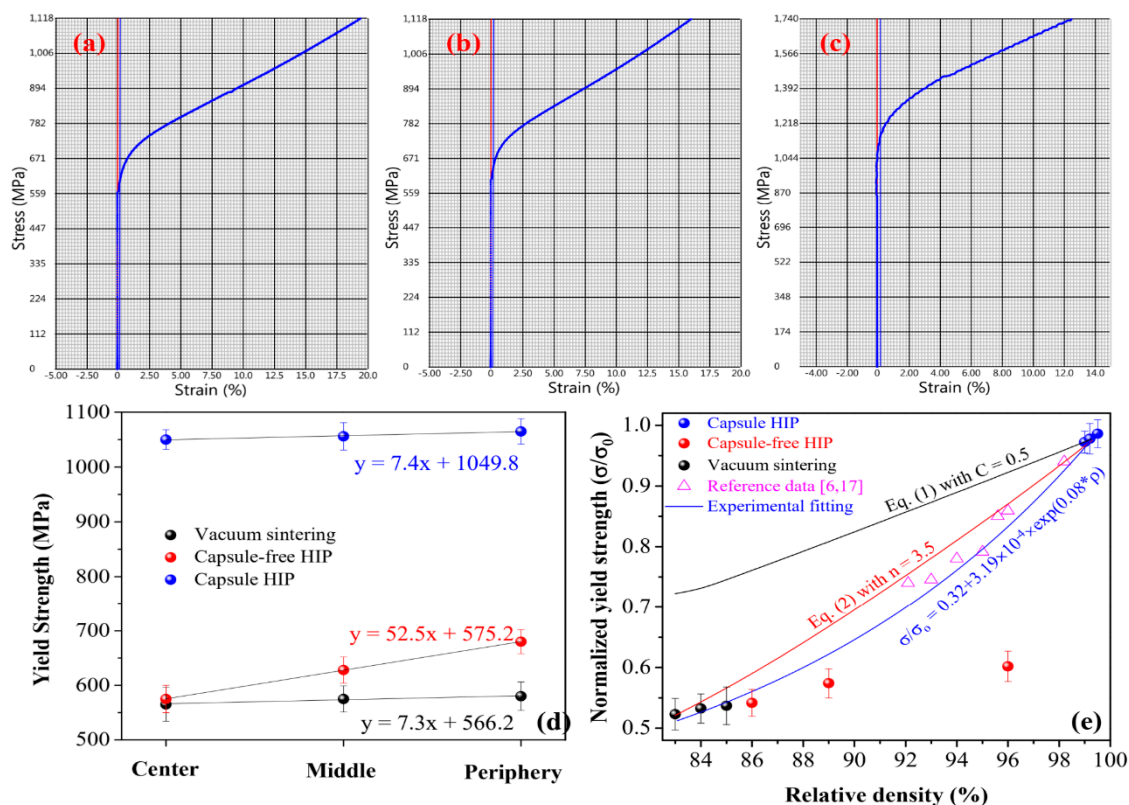 (a)
Stress (MPa)
1,118
1,006
894
782
671
559
447
335
224
112
0
-5.00 0 2.50 5.00 7.50 10.0 12.5 15.0 17.5 20.0
Strain (%)
(b)
Stress (MPa)
1,118
1,006
894
782
671
559
447
335
224
112
0
-5.00 0 2.50 5.00 7.50 10.0 12.5 15.0 17.5 20.0
Strain (%)
(c)
Stress (MPa)
1,740
1,566
1,392
1,218
1,044
870
696
522
348
174
0
-5.00 -4.0 0 2.00 4.00 6.00 8.00 10.0 12.0 14.0
Strain (%)
Yield Strength (MPa)
1100
1000
900
800
700
600
500
y = 7.4x + 1049.8
Vacuum sintering
Capsule-free HIP
Capsule HIP
y = 52.5x + 575.2
y = 7.3x + 566.2
(d)
Center Middle Periphery
Normalized yield strength (σ/σ0)
1.0
0.9
0.8
0.7
0.6
0.5
Capsule HIP
Capsule-free HIP
Vacuum sintering
Reference data [6,17]
Experimental fitting
Eq. (1) with C = 0.5
Eq. (2) with n = 3.5
σ/σo = 0.32+3.19×10-4×exp(0.08* ρ)
(e)
84 86 88 90 92 94 96 98 100
Relative density (%)